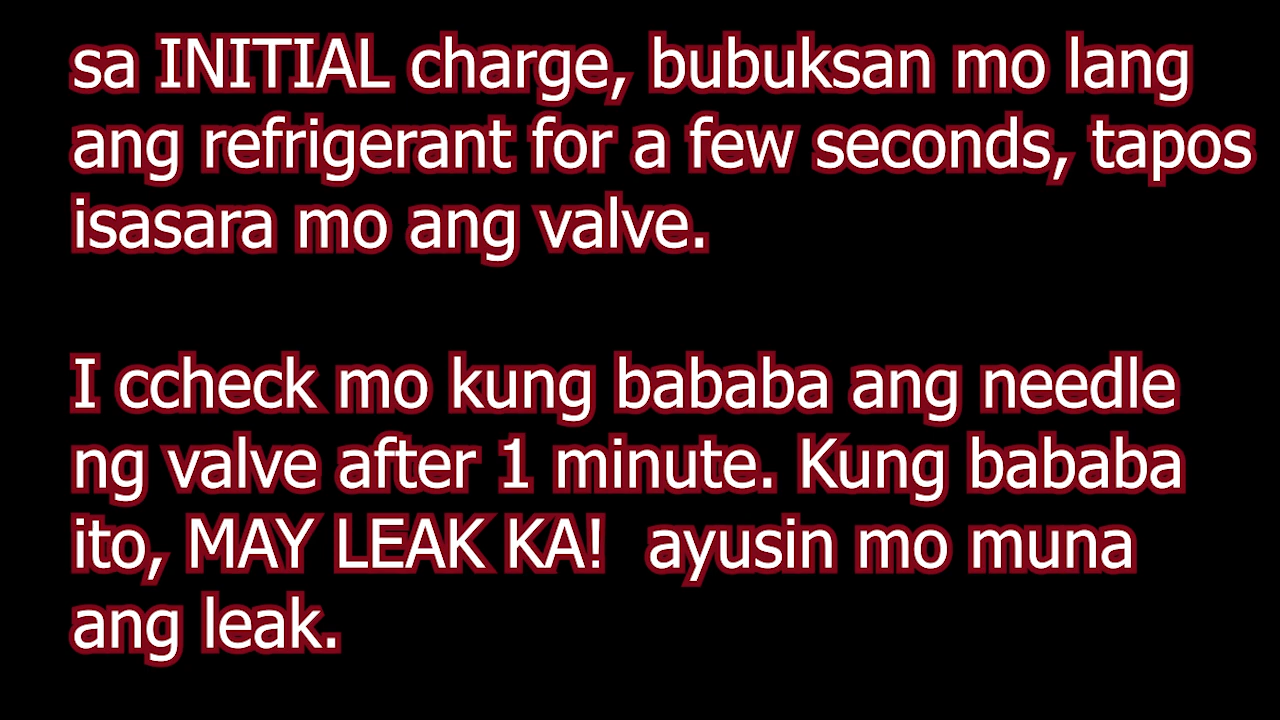 sa INITIAL charge, bubuksan mo lang
ang refrigerant for a few seconds, tapos
isasara mo ang valve.
I ccheck mo kung bababa ang needle
ng valve after 1 minute. Kung bababa
ito, MAY LEAK KA!  ayusin mo muna
ang leak.